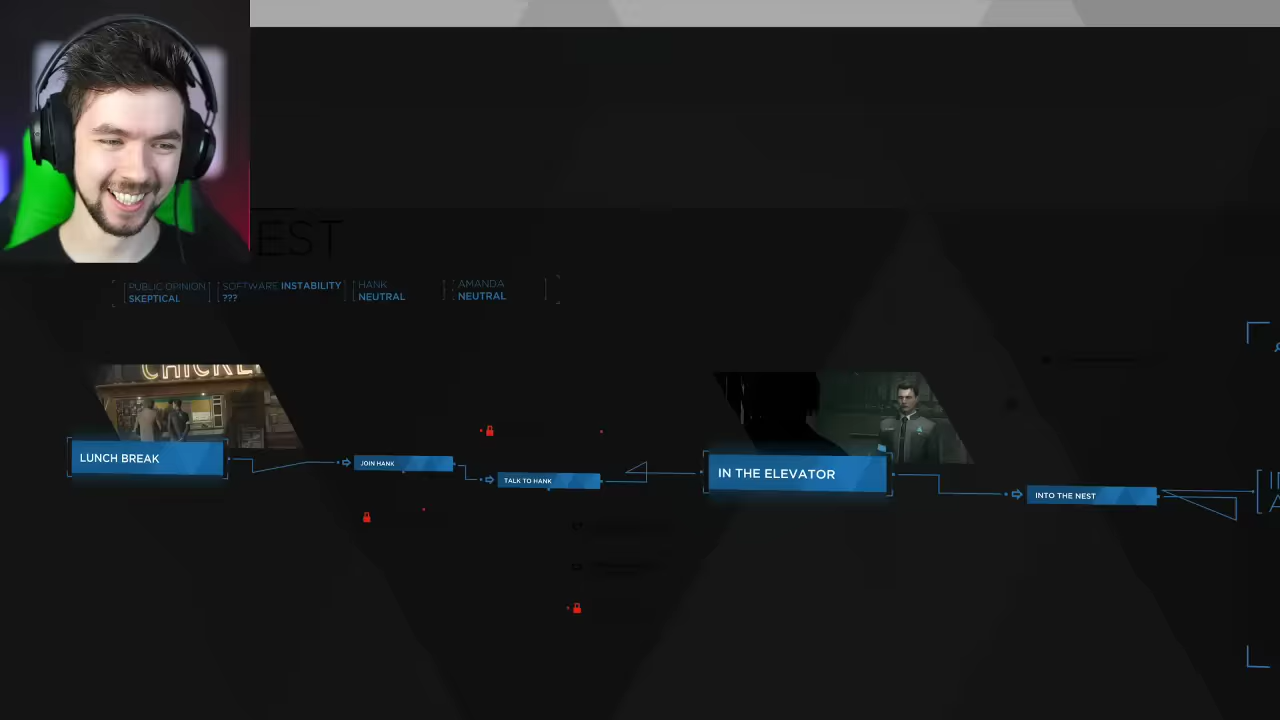 EST
PUBLIC OPINION
SKEPTICAL
SOFTWARE INSTABILITY
???
HANK
NEUTRAL
AMANDA
NEUTRAL
LUNCH BREAK
JOIN HANK
TALK TO HANK
IN THE ELEVATOR
INTO THE NEST